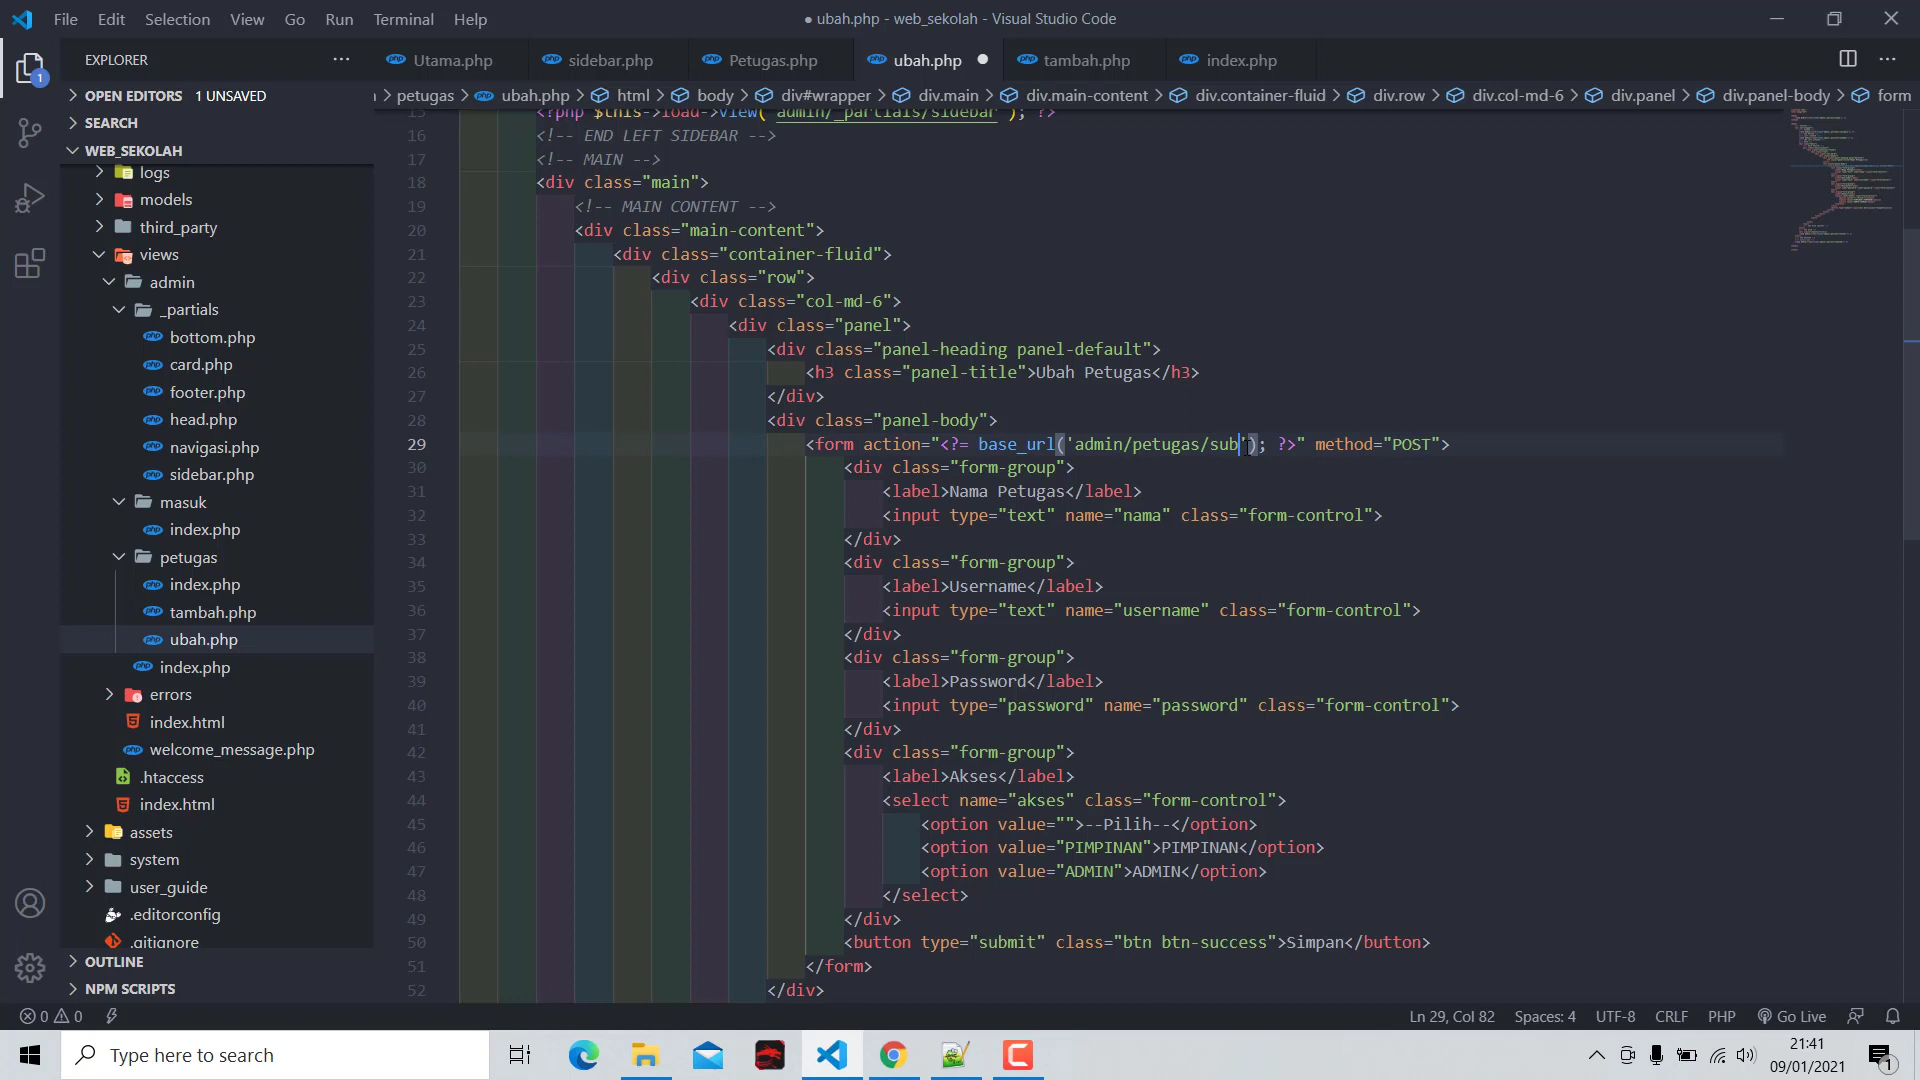 File Edit Selection View Go Run Terminal Help
● ubah.php - web_sekolah - Visual Studio Code
EXPLORER
Utama.php
sidebar.php
Petugas.php
ubah.php
tambah.php
index.php
OPEN EDITORS 1 UNSAVED
petugas > ubah.php > html > body > div#wrapper > div.main > div.main-content > div.container-fluid > div.row > div.col-md-6 > div.panel > div.panel-body > form
SEARCH
WEB_SEKOLAH
logs
models
third_party
views
admin
_partials
bottom.php
card.php
footer.php
head.php
navigasi.php
sidebar.php
masuk
index.php
petugas
index.php
tambah.php
ubah.php
index.php
errors
index.html
welcome_message.php
.htaccess
index.html
assets
system
user_guide
.editorconfig
.gitignore
OUTLINE
NPM SCRIPTS
15 <?php $this->load->view('admin/_partials/sidebar'); ?>
16 <!-- END LEFT SIDEBAR -->
17 <!-- MAIN -->
18 <div class="main">
19 <!-- MAIN CONTENT -->
20 <div class="main-content">
21 <div class="container-fluid">
22 <div class="row">
23 <div class="col-md-6">
24 <div class="panel">
25 <div class="panel-heading panel-default">
26 <h3 class="panel-title">Ubah Petugas</h3>
27 </div>
28 <div class="panel-body">
29 <form action="<?= base_url('admin/petugas/sub'); ?>" method="POST">
30 <div class="form-group">
31 <label>Nama Petugas</label>
32 <input type="text" name="nama" class="form-control">
33 </div>
34 <div class="form-group">
35 <label>Username</label>
36 <input type="text" name="username" class="form-control">
37 </div>
38 <div class="form-group">
39 <label>Password</label>
40 <input type="password" name="password" class="form-control">
41 </div>
42 <div class="form-group">
43 <label>Akses</label>
44 <select name="akses" class="form-control">
45 <option value="">--Pilih--</option>
46 <option value="PIMPINAN">PIMPINAN</option>
47 <option value="ADMIN">ADMIN</option>
48 </select>
49 </div>
50 <button type="submit" class="btn btn-success">Simpan</button>
51 </form>
52 </div>
0 0
Ln 29, Col 82 Spaces: 4 UTF-8 CRLF PHP Go Live
Type here to search
21:41
09/01/2021